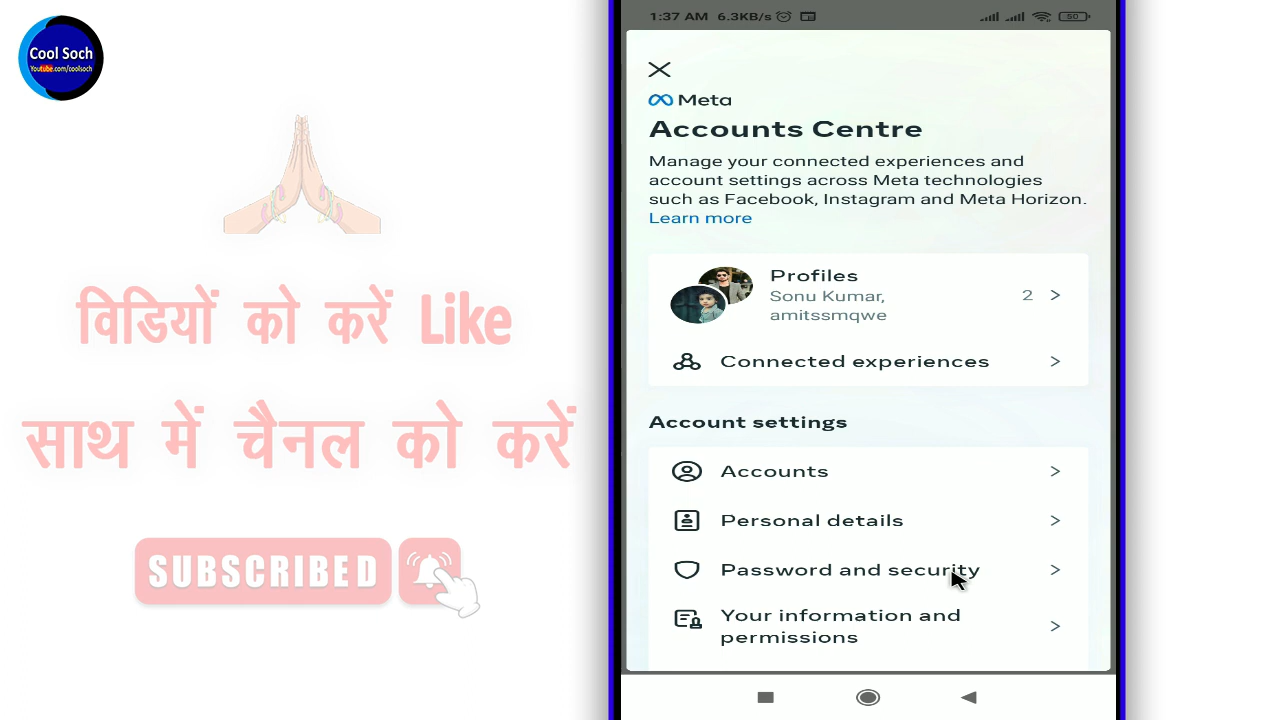 Cool Soch
Youtube.com/coolsoch
विडियों को करें Like
साथ में चैनल को करें
SUBSCRIBED
1:37 AM 6.3KB/s
50
Meta
Accounts Centre
Manage your connected experiences and
account settings across Meta technologies
such as Facebook, Instagram and Meta Horizon.
Learn more
Profiles
Sonu Kumar,
amitssmqwe
2
Connected experiences
Account settings
Accounts
Personal details
Password and security
Your information and
permissions